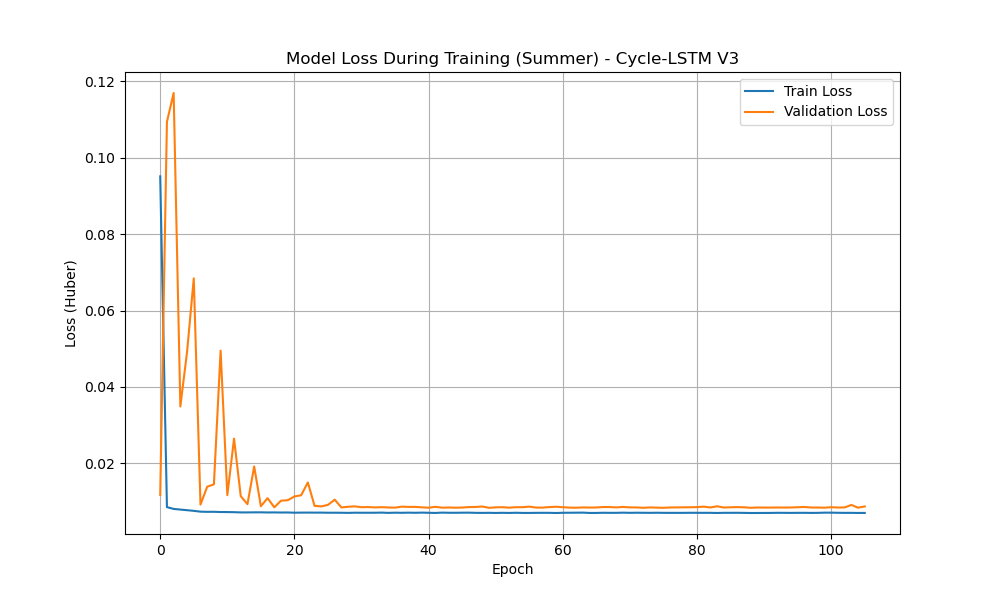 Model Loss During Training (Summer) - Cycle-LSTM V3
Train Loss
Validation Loss
Loss (Huber)
0.12
0.10
0.08
0.06
0.04
0.02
0
20
40
60
80
100
Epoch